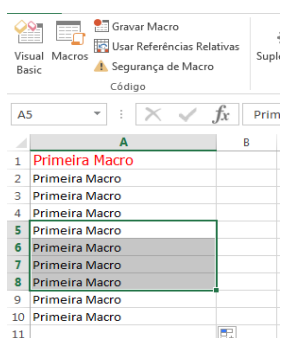 Gravar Macro
Usar Referências Relativas
Segurança de Macro
Visual Basic
Macros
Código
A5
fx
Prim
A
B
1 Primeira Macro
2 Primeira Macro
3 Primeira Macro
4 Primeira Macro
5 Primeira Macro
6 Primeira Macro
7 Primeira Macro
8 Primeira Macro
9 Primeira Macro
10 Primeira Macro
11